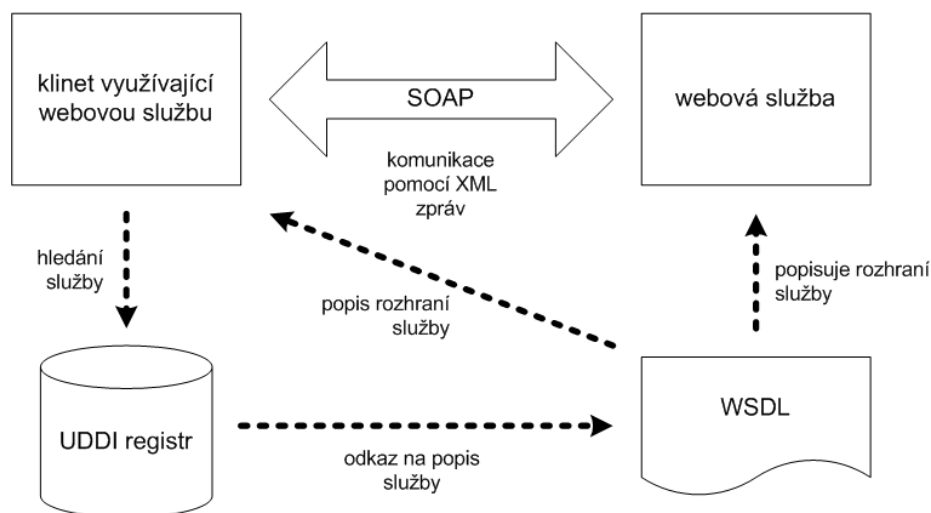 klinet využívající
webovou službu
SOAP
webová služba
komunikace
pomocí XML
zpráv
hledání
služby
popis rozhraní
služby
popisuje rozhraní
služby
UDDI registr
WSDL
odkaz na popis
služby